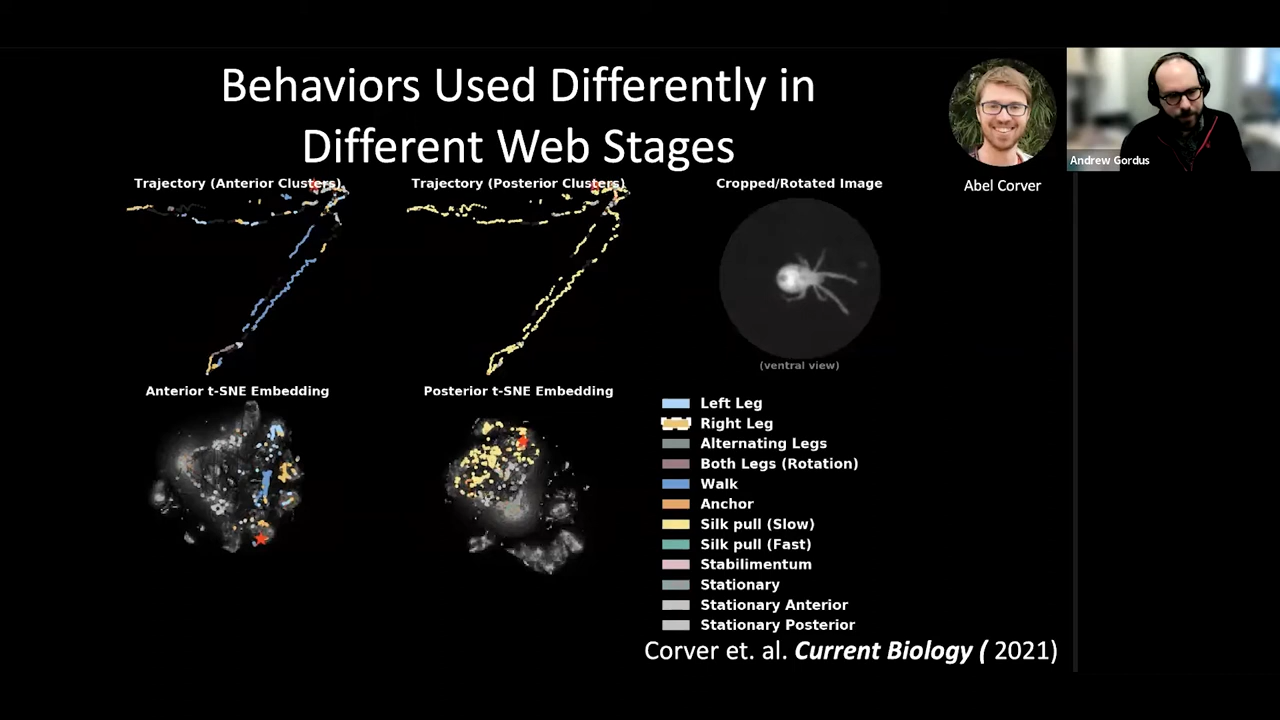 Behaviors Used Differently in
Different Web Stages
Andrew Gordus
Abel Corver
Trajectory (Anterior Clusters)
Trajectory (Posterior Clusters)
Cropped/Rotated Image
(ventral view)
Anterior t-SNE Embedding
Posterior t-SNE Embedding
Left Leg
Right Leg
Alternating Legs
Both Legs (Rotation)
Walk
Anchor
Silk pull (Slow)
Silk pull (Fast)
Stabilimentum
Stationary
Stationary Anterior
Stationary Posterior
Corver et. al. Current Biology ( 2021)